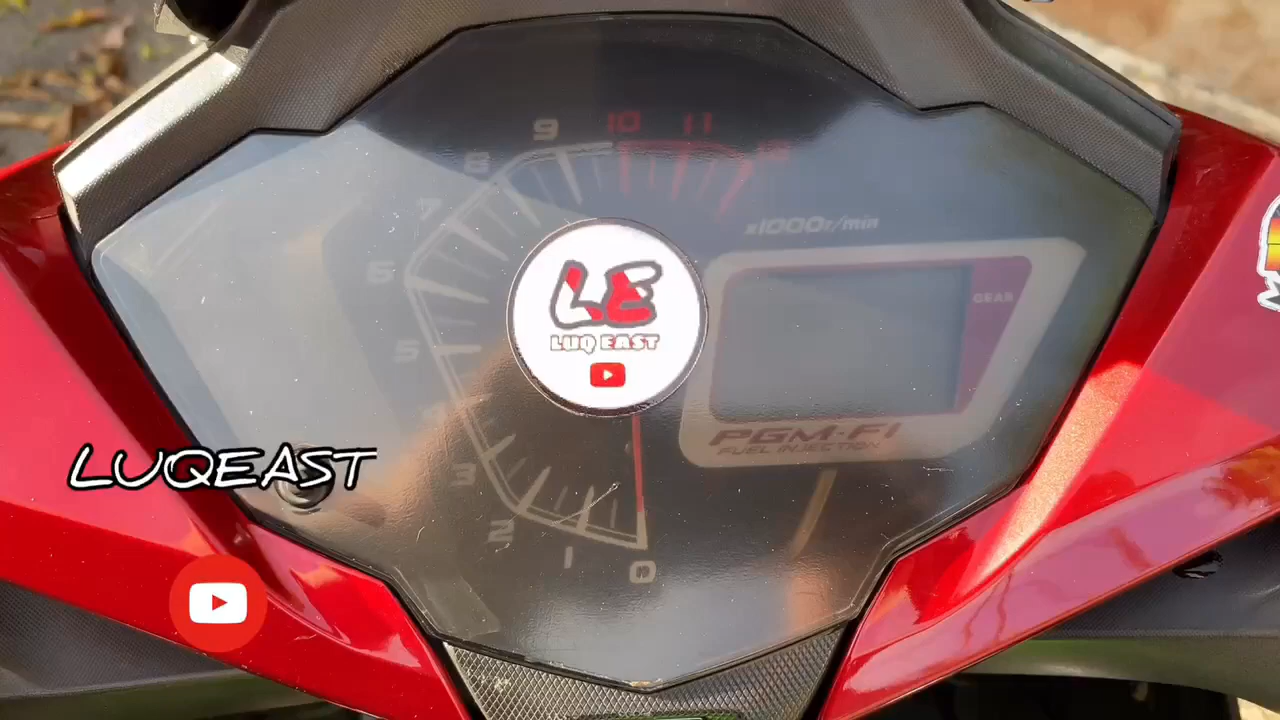 9 10 11
8
7
x1000r/min
6
GEAR
LE
LUQ EAST
5
PGM-FI
FUEL INJECTION
LUQEAST
3
2
1
0